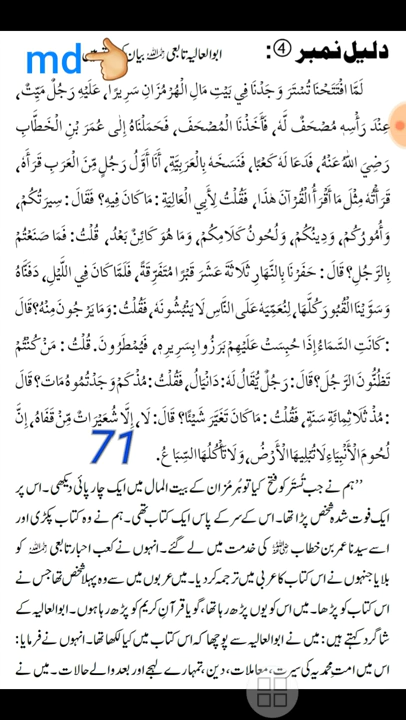 دلیل نمبر ④:
ابوالعالیہ تابعی رحمہ اللہ بیان
md
لَمَّا افْتَتَحْنَا تُسْتَرَ وَجَدْنَا فِي بَيْتِ مَالِ الْهُرْمُزَانِ سَرِيرًا، عَلَيْهِ رَجُلٌ مَيِّتٌ،
عِنْدَ رَأْسِهِ مُصْحَفٌ لَهُ، فَأَخَذْنَا الْمُصْحَفَ، فَحَمَلْنَاهُ إِلٰى عُمَرَ بْنِ الْخَطَّابِ
رَضِيَ اللهُ عَنْهُ، فَدَعَا لَهُ كَعْبًا، فَنَسَخَهُ بِالْعَرَبِيَّةِ، أَنَا أَوَّلُ رَجُلٍ مِّنَ الْعَرَبِ قَرَأَهُ،
قَرَأْتُهُ مِثْلَ مَا أَقْرَأُ الْقُرْآنَ هٰذَا، فَقُلْتُ لِأَبِي الْعَالِيَةِ: مَا كَانَ فِيهِ؟ فَقَالَ: سِيرَتُكُمْ،
وَأُمُورُكُمْ، وَدِينُكُمْ، وَلُحُونُ كَلَامِكُمْ، وَمَا هُوَ كَائِنٌ بَعْدُ، قُلْتُ: فَمَا صَنَعْتُمْ
بِالرَّجُلِ؟ قَالَ: حَفَرْنَا بِالنَّهَارِ ثَلَاثَةَ عَشَرَ قَبْرًا مُتَفَرِّقَةً، فَلَمَّا كَانَ فِي اللَّيْلِ، دَفَنَّاهُ
وَسَوَّيْنَا الْقُبُورَ كُلَّهَا، لِنُعَمِّيَهُ عَلَى النَّاسِ لَا يَنْبُشُونَهُ، فَقُلْتُ: وَمَا يَرْجُونَ مِنْهُ؟ قَالَ
: كَانَتِ السَّمَاءُ إِذَا حُبِسَتْ عَلَيْهِمْ بَرَزُوا بِسَرِيرِهِ، فَيُمْطَرُونَ. قُلْتُ: مَنْ كُنْتُمْ
تَظُنُّونَ الرَّجُلَ؟ قَالَ: رَجُلٌ يُقَالُ لَهُ: دَانْيَالُ، فَقُلْتُ: مُذْ كَمْ وَجَدْتُمُوهُ مَاتَ؟ قَالَ
: مُذْ ثَلَاثِمِائَةِ سَنَةٍ، فَقُلْتُ: مَا كَانَ تَغَيَّرَ شَيْئًا؟ قَالَ: لَا، إِلَّا شُعَيْرَاتٌ مِّنْ قَفَاهُ، إِنَّ
لُحُومَ الْأَنْبِيَاءِ لَا تُبْلِيهَا الْأَرْضُ، وَلَا تَأْكُلُهَا السِّبَاعُ.
71
’’ہم نے جب تُستَر کو فتح کیا تو ہرمُزان کے بیت المال میں ایک چارپائی دیکھی۔ اس پر
ایک فوت شدہ شخص پڑا تھا۔ اس کے سر کے پاس ایک کتاب تھی۔ ہم نے وہ کتاب پکڑی اور
اسے سیدنا عمر بن خطاب رضی اللہ عنہ کی خدمت میں لے گئے۔ انہوں نے کعب احبار تابعی رحمہ اللہ کو
بلایا جنہوں نے اس کتاب کا عربی میں ترجمہ کر دیا۔ میں عربوں میں سے وہ پہلا شخص تھا جس نے
اس کتاب کو پڑھا۔ میں اس کو یوں پڑھ رہا تھا، گویا قرآنِ کریم کو پڑھ رہا ہوں۔ ابوالعالیہ کے
شاگرد کہتے ہیں: میں نے ابوالعالیہ سے پوچھا کہ اس کتاب میں کیا لکھا تھا۔ انہوں نے فرمایا:
اس میں امت محمدیہ کی سیرت، معاملات، دین، تمہارے لہجے اور بعد والے حالات۔ میں نے